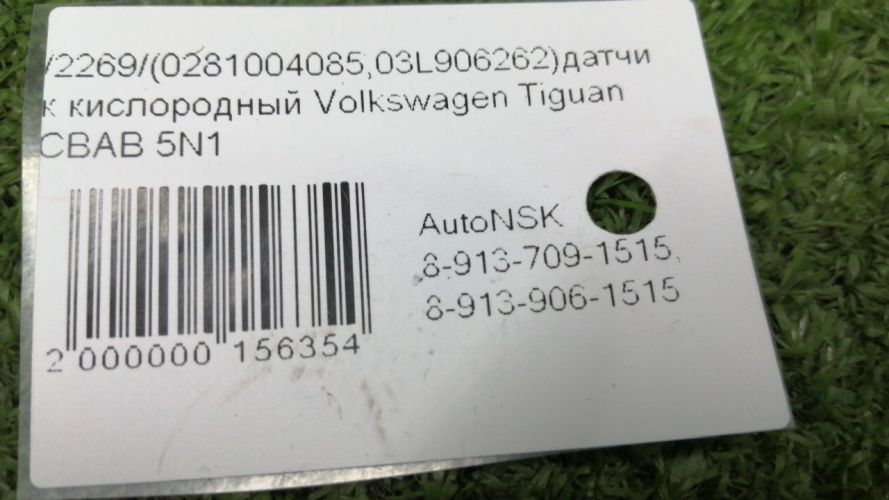 /2269/(0281004085,03L906262)датчи
к кислородный Volkswagen Tiguan
CBAB 5N1
AutoNSK
8-913-709-1515,
8-913-906-1515
2 000000 156354